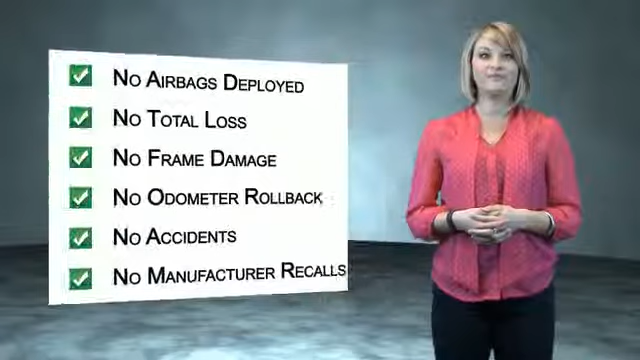 No Airbags Deployed
No Total Loss
No Frame Damage
No Odometer Rollback
No Accidents
No Manufacturer Recalls